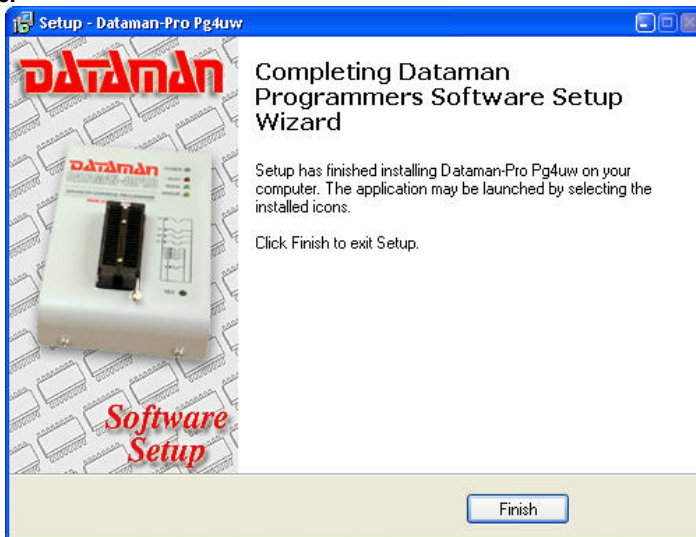 Setup - Dataman-Pro Pg4uw
DATAMAN
Completing Dataman
Programmers Software Setup
Wizard
Setup has finished installing Dataman-Pro Pg4uw on your
computer. The application may be launched by selecting the
installed icons.
Click Finish to exit Setup.
DATAMAN
Software
Setup
Finish